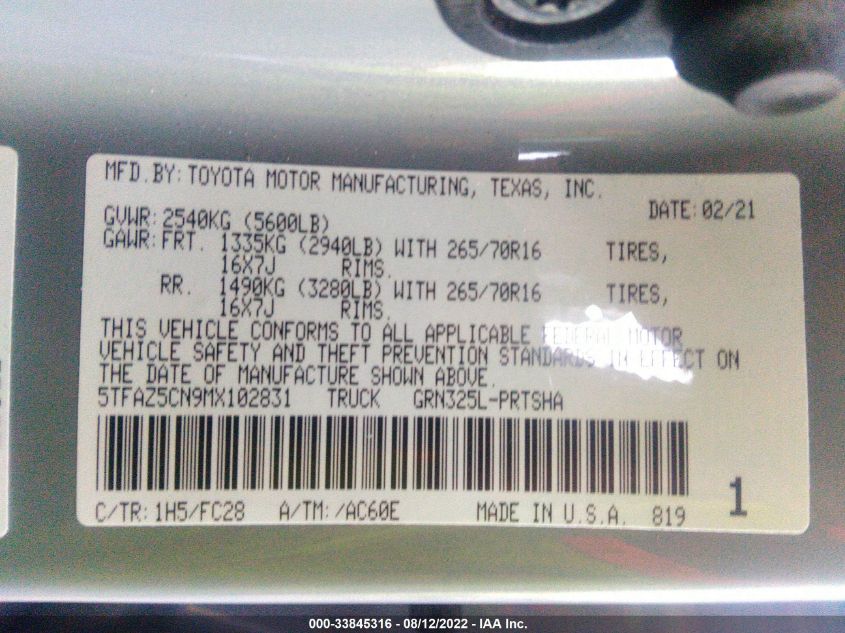 MFD.BY: TOYOTA MOTOR MANUFACTURING, TEXAS, INC.
DATE: 02/21
GVWR: 2540KG (5600LB)
GAWR: FRT. 1335KG (2940LB) WITH 265/70R16 TIRES,
16X7J RIMS.
RR. 1490KG (3280LB) WITH 265/70R16 TIRES,
16X7J RIMS.
THIS VEHICLE CONFORMS TO ALL APPLICABLE FEDERAL MOTOR
VEHICLE SAFETY AND THEFT PREVENTION STANDARDS IN EFFECT ON
THE DATE OF MANUFACTURE SHOWN ABOVE.
5TFAZ5CN9MX102831 TRUCK GRN325L-PRTSHA
C/TR: 1H5/FC28 A/TM: /AC60E MADE IN U.S.A. 819 1
000-33845316 - 08/12/2022 - IAA Inc.